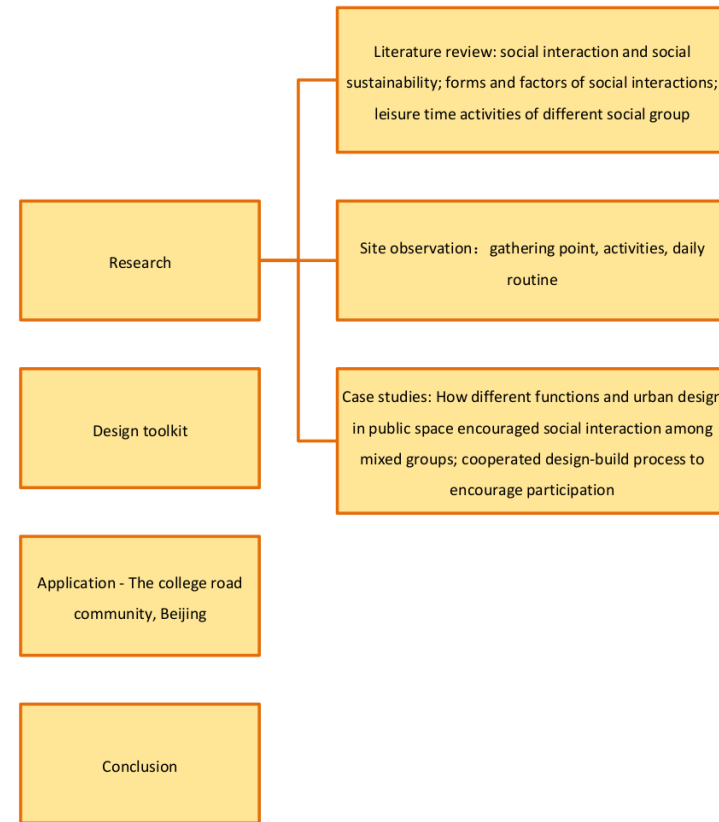 Literature review: social interaction and social
sustainability; forms and factors of social interactions;
leisure time activities of different social group
Research
Site observation：gathering point, activities, daily
routine
Design toolkit
Case studies: How different functions and urban design
in public space encouraged social interaction among
mixed groups; cooperated design-build process to
encourage participation
Application - The college road
community, Beijing
Conclusion